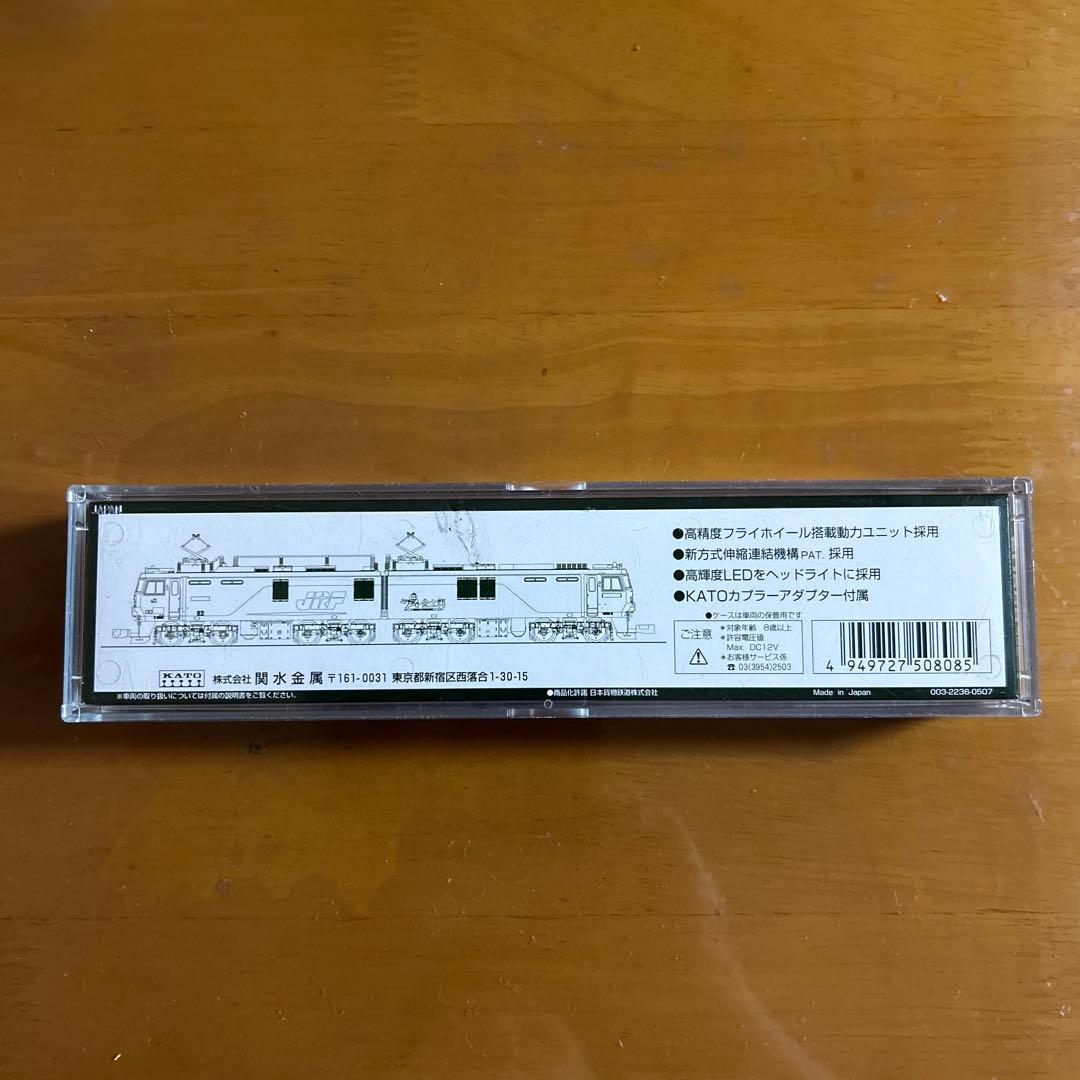 JAPAN
●高精度フライホイール搭載動力ユニット採用
●新方式伸縮連結機構 PAT. 採用
●高輝度LEDをヘッドライトに採用
●KATOカプラーアダプター付属
●ケースは車両の保管用です
ご注意
*対象年齢 8歳以上
*許容電圧値
Max. DC12V
*お客様サービス係
☎03(3954)2503
4 949727 508085
JRF
KATO
株式会社 関水金属 〒161-0031 東京都新宿区西落合1-30-15
※車両の取り扱いについては付属の説明書をご覧ください。
●商品化許諾 日本貨物鉄道株式会社
Made in Japan
003-2236-0507